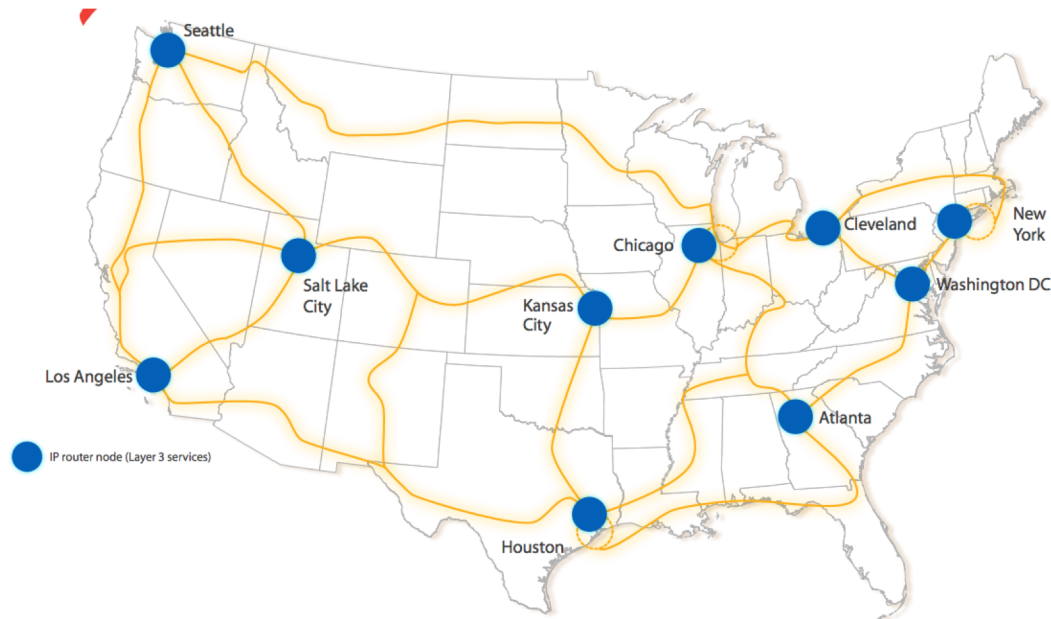 Seattle
Cleveland
New
York
Chicago
Washington DC
Salt Lake
City
Kansas
City
Los Angeles
Atlanta
IP router node (Layer 3 services)
Houston